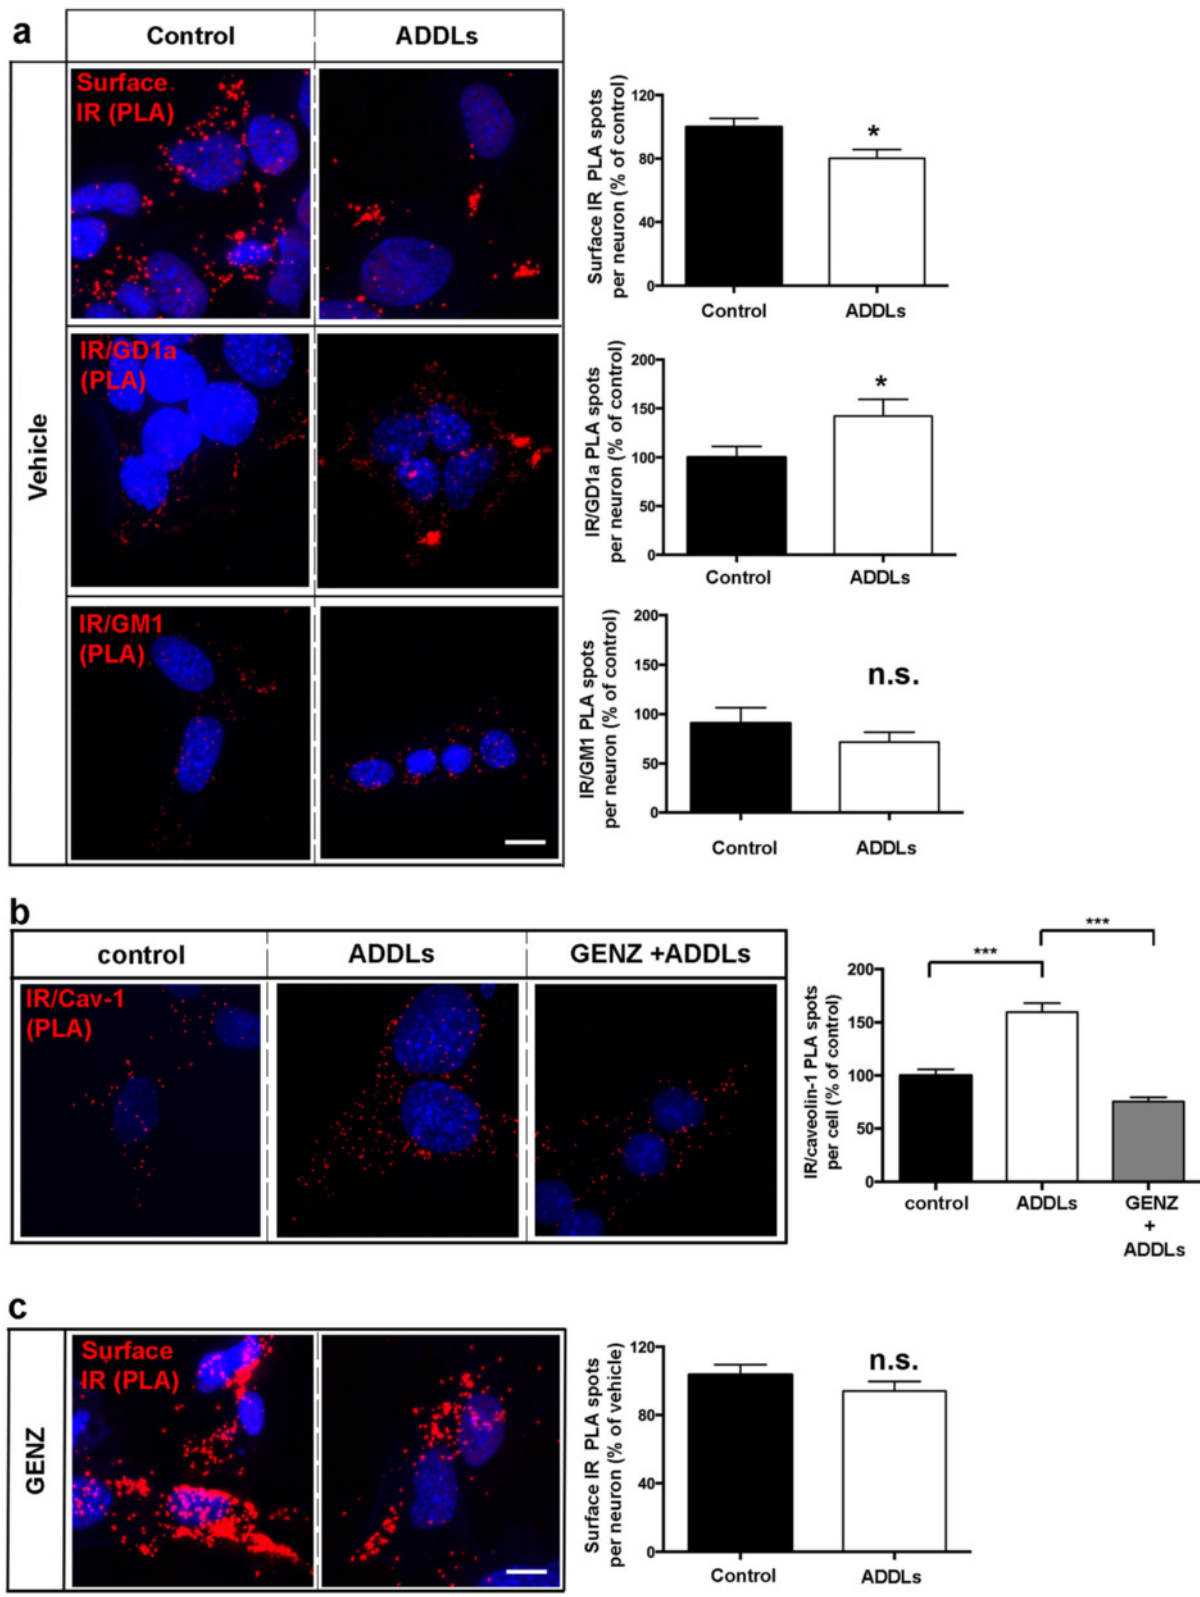 a
Control
ADDLs
Vehicle
Surface
IR (PLA)
Surface IR PLA spots
per neuron (% of control)
120
80
40
0
*
Control
ADDLs
IR/GD1a
(PLA)
IR/GD1a PLA spots
per neuron (% of control)
200
150
100
50
0
*
Control
ADDLs
IR/GM1
(PLA)
IR/GM1 PLA spots
per neuron (% of control)
200
150
100
50
0
n.s.
Control
ADDLs
b
control
ADDLs
GENZ +ADDLs
IR/Cav-1
(PLA)
IR/caveolin-1 PLA spots
per cell (% of control)
200
150
100
50
0
***
***
control
ADDLs
GENZ
+
ADDLs
c
GENZ
Surface
IR (PLA)
Surface IR PLA spots
per neuron (% of vehicle)
120
80
40
0
n.s.
Control
ADDLs